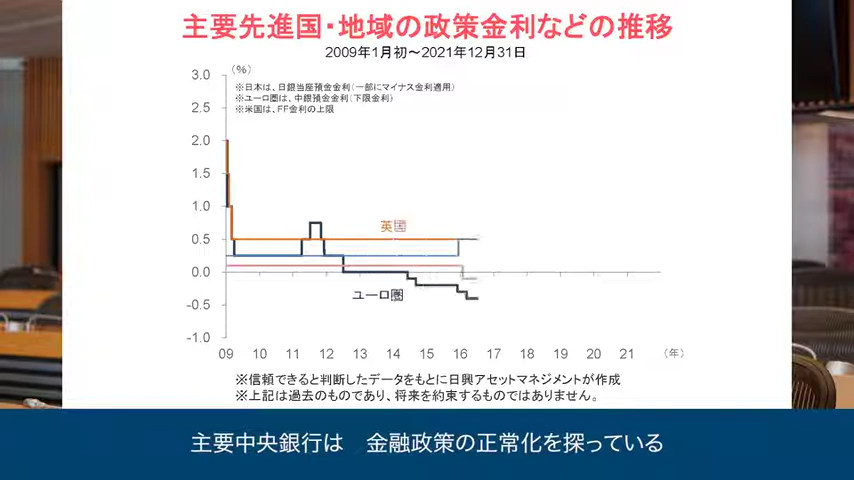 主要先進国・地域の政策金利などの推移
2009年1月初～2021年12月31日
（%）
※日本は、日銀当座預金金利（一部にマイナス金利適用）
※ユーロ圏は、中銀預金金利（下限金利）
※米国は、FF金利の上限
3.0
2.5
2.0
1.5
1.0
0.5
0.0
-0.5
-1.0
英国
ユーロ圏
09 10 11 12 13 14 15 16 17 18 19 20 21 （年）
※信頼できると判断したデータをもとに日興アセットマネジメントが作成
※上記は過去のものであり、将来を約束するものではありません。
主要中央銀行は　金融政策の正常化を探っている